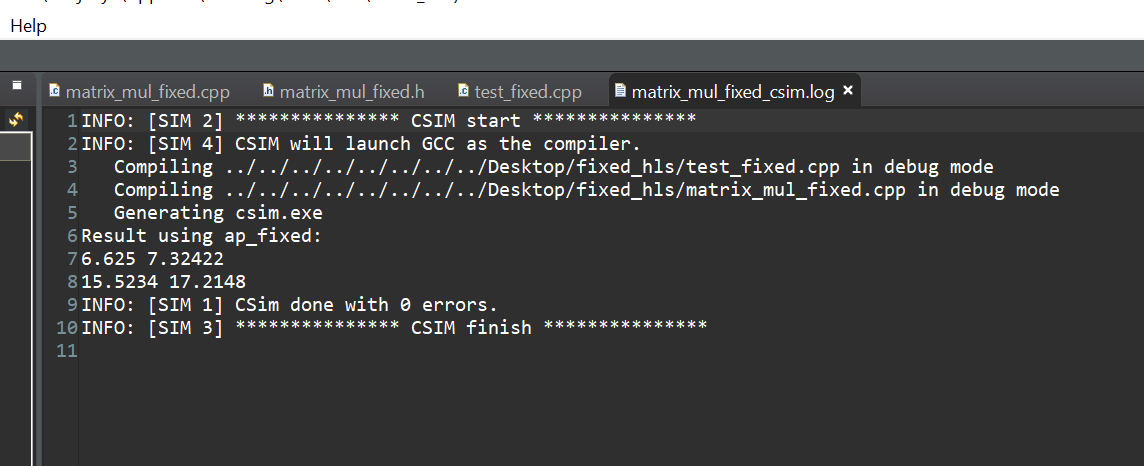 Help
matrix_mul_fixed.cpp matrix_mul_fixed.h test_fixed.cpp matrix_mul_fixed_csim.log
1 INFO: [SIM 2] *************** CSIM start ***************
2 INFO: [SIM 4] CSIM will launch GCC as the compiler.
3 Compiling ../../../../../../../../Desktop/fixed_hls/test_fixed.cpp in debug mode
4 Compiling ../../../../../../../../Desktop/fixed_hls/matrix_mul_fixed.cpp in debug mode
5 Generating csim.exe
6 Result using ap_fixed:
7 6.625 7.32422
8 15.5234 17.2148
9 INFO: [SIM 1] CSim done with 0 errors.
10 INFO: [SIM 3] *************** CSIM finish ***************
11